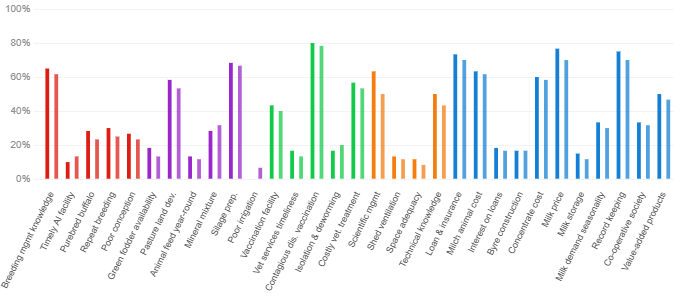 100%
80%
60%
40%
20%
0%
Breeding mgmt knowledge
Timely AI facility
Purebred buffalo
Repeat breeding
Poor conception
Green fodder availability
Pasture land dev.
Animal feed year-round
Mineral mixture
Silage prep.
Poor irrigation
Vaccination facility
Vet services timeliness
Contagious dis. vaccination
Isolation & deworming
Costly vet. treatment
Scientific mgmt
Shed ventilation
Space adequacy
Technical knowledge
Loan & insurance
Milch animal cost
Interest on loans
Byre construction
Concentrate cost
Milk price
Milk storage
Milk demand seasonality
Record keeping
Co-operative society
Value-added products